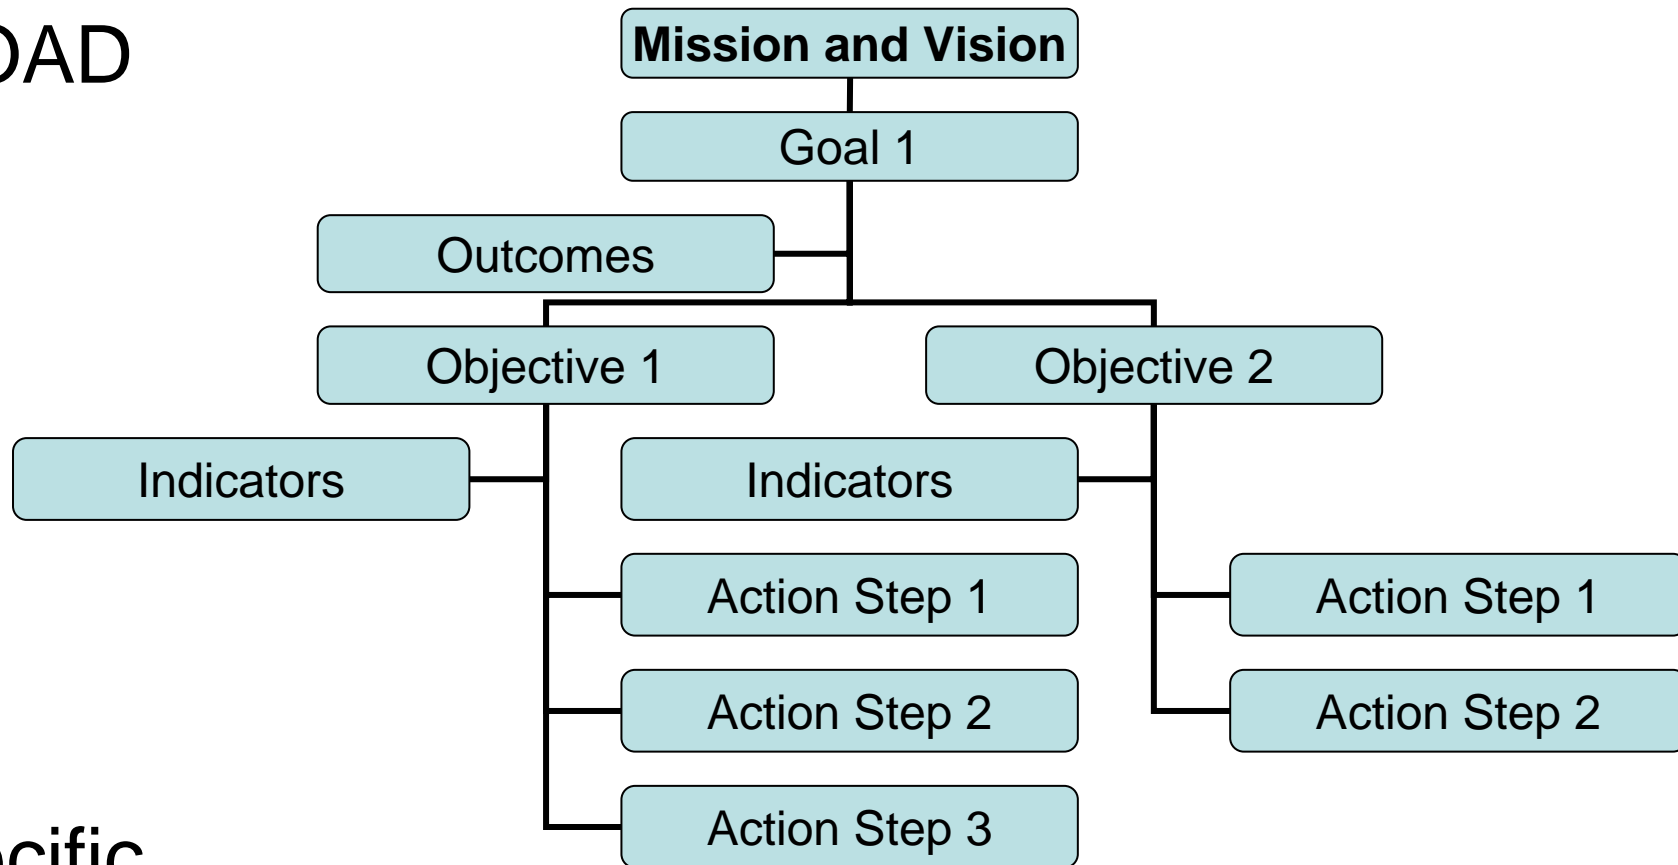 OAD
Mission and Vision
Goal 1
Outcomes
Objective 1
Objective 2
Indicators
Indicators
Action Step 1
Action Step 1
Action Step 2
Action Step 2
Action Step 3